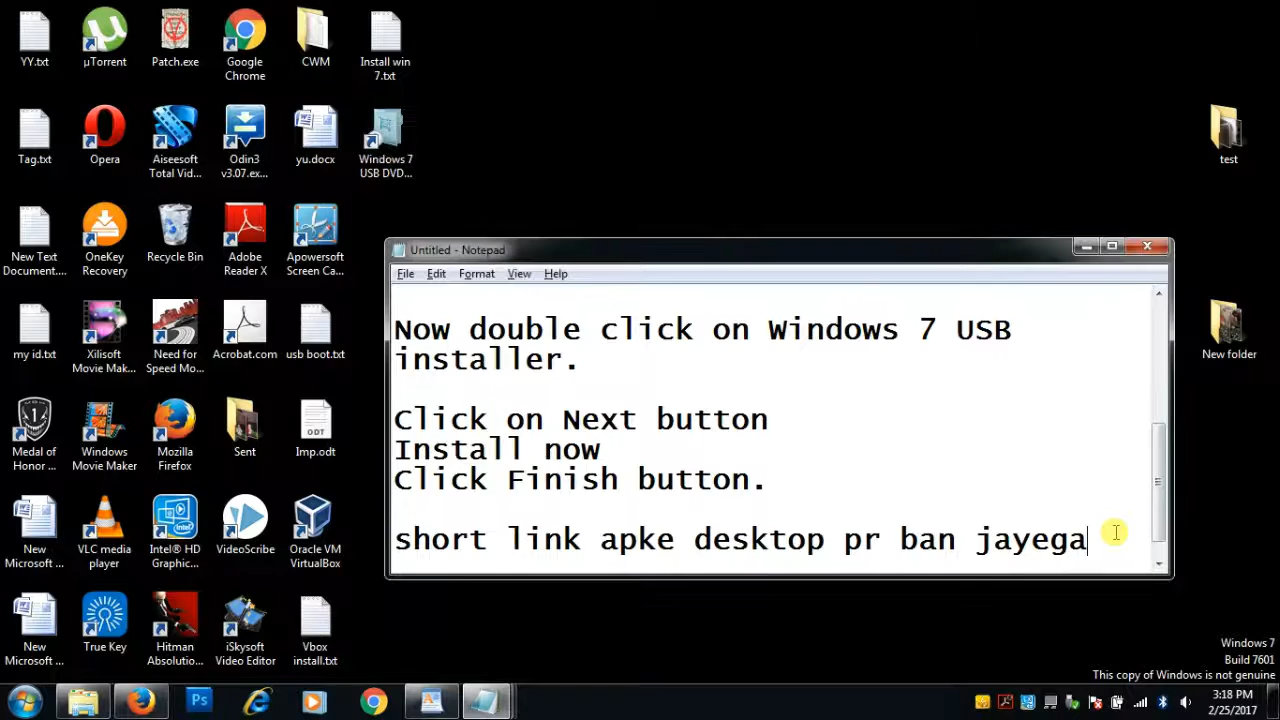 YY.txt
µTorrent
Patch.exe
Google
Chrome
CWM
Install win
7.txt
Tag.txt
Opera
Aiseesoft
Total Vid...
Odin3
v3.07.ex...
yu.docx
Windows 7
USB DVD...
test
New Text
Document....
OneKey
Recovery
Recycle Bin
Adobe
Reader X
Apowersoft
Screen Ca...
my id.txt
Xilisoft
Movie Mak...
Need for
Speed Mo...
Acrobat.com
usb boot.txt
New folder
Medal of
Honor ...
Windows
Movie Maker
Mozilla
Firefox
Sent
ODT
Imp.odt
New
Microsoft ...
VLC media
player
Intel® HD
Graphic...
VideoScribe
Oracle VM
VirtualBox
New
Microsoft ...
True Key
Hitman
Absolutio...
iSkysoft
Video Editor
Vbox
install.txt
Untitled - Notepad
File Edit Format View Help
Now double click on Windows 7 USB
installer.
Click on Next button
Install now
Click Finish button.
short link apke desktop pr ban jayega
Windows 7
Build 7601
This copy of Windows is not genuine
Ps
3:18 PM
2/25/2017